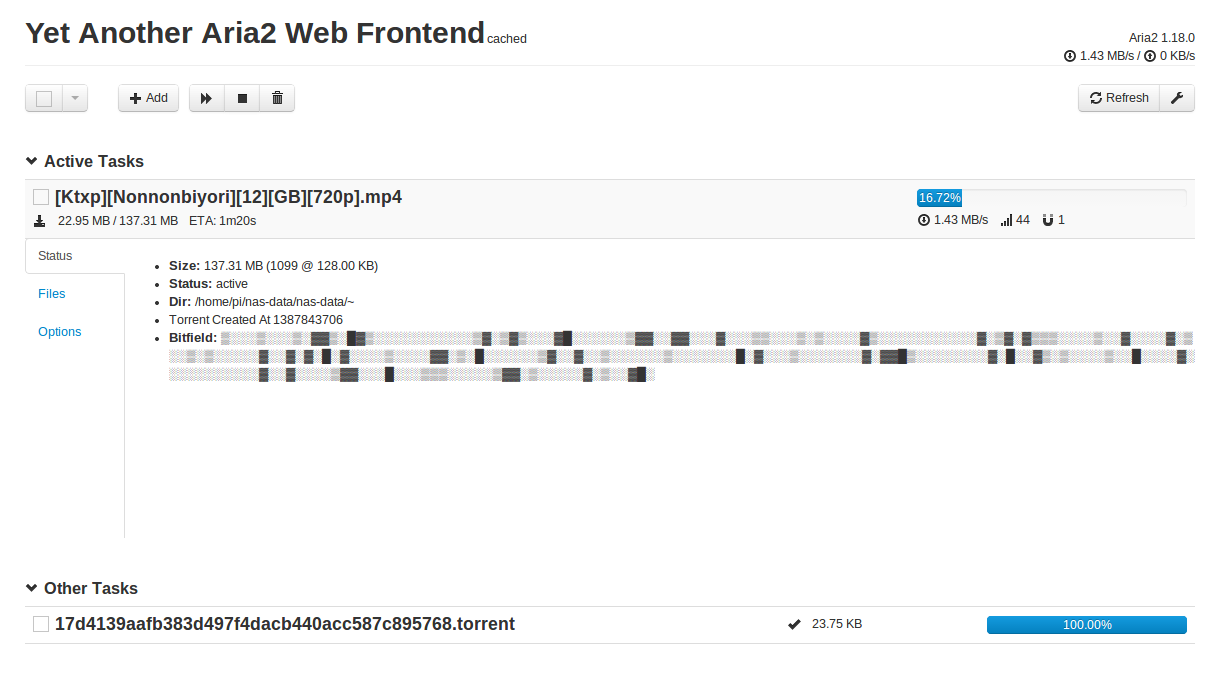 Yet Another Aria2 Web Frontend cached
Aria2 1.18.0
1.43 MB/s / 0 KB/s
Add
Refresh
Active Tasks
[Ktxp][Nonnonbiyori][12][GB][720p].mp4
16.72%
22.95 MB / 137.31 MB ETA: 1m20s
1.43 MB/s 44 1
Status
Files
Options
Size: 137.31 MB (1099 @ 128.00 KB)
Status: active
Dir: /home/pi/nas-data/nas-data/~
Torrent Created At 1387843706
Bitfield:
Other Tasks
17d4139aafb383d497f4dacb440acc587c895768.torrent
23.75 KB
100.00%